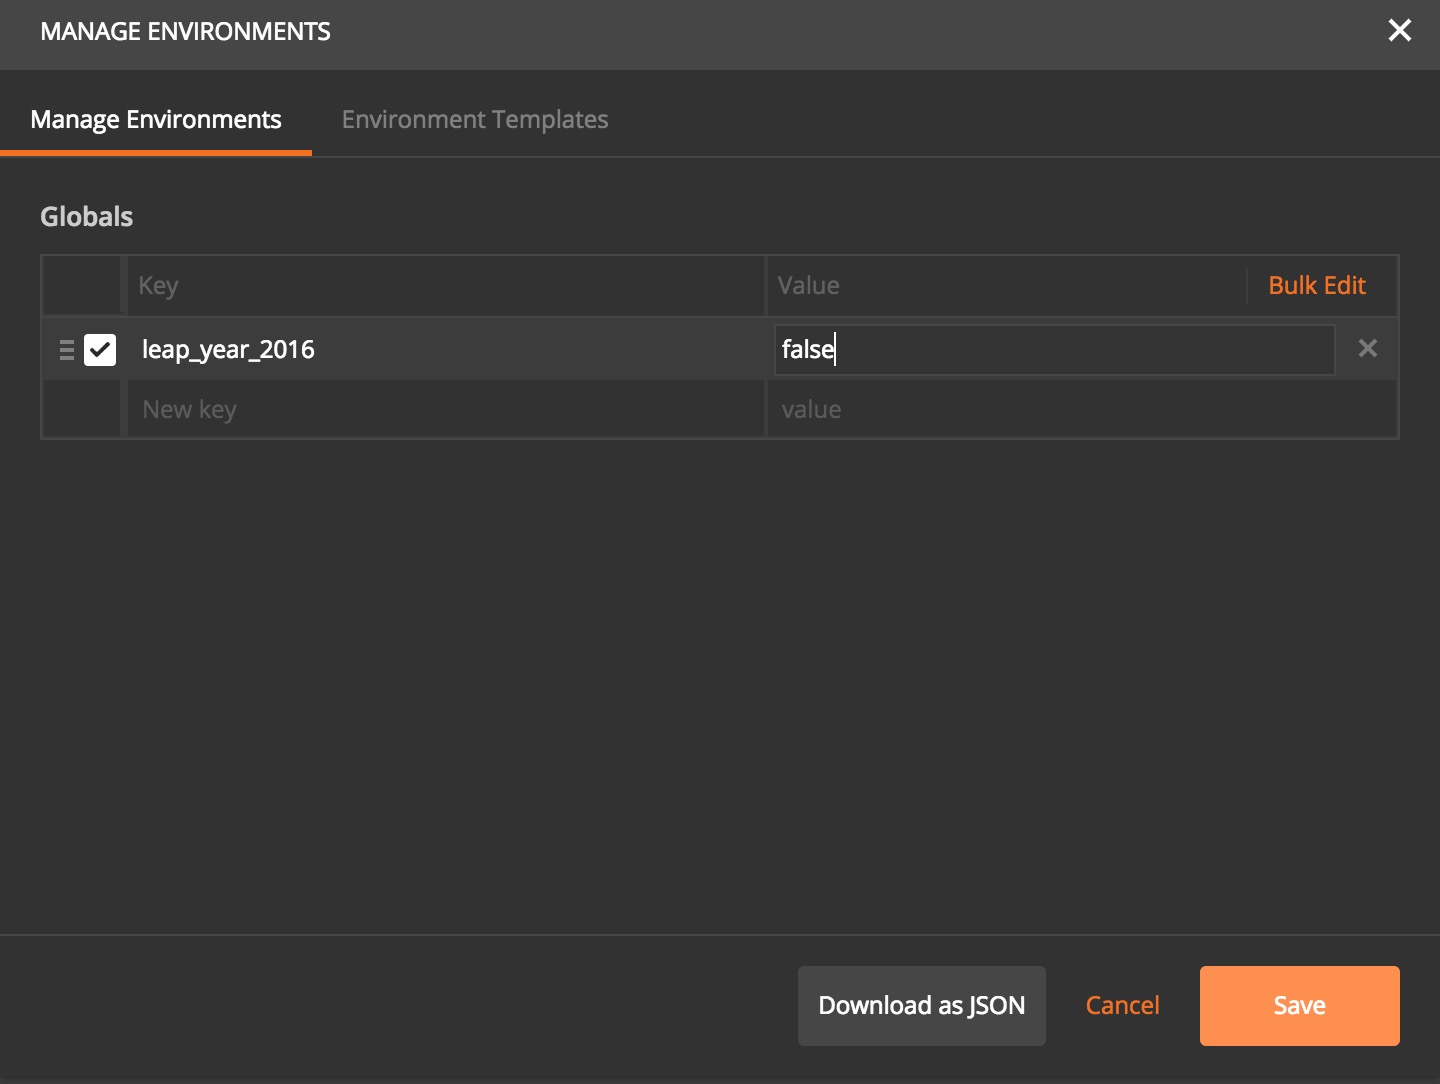 MANAGE ENVIRONMENTS
Manage Environments Environment Templates
Globals
Key Value Bulk Edit
leap_year_2016 false
New key value
Download as JSON Cancel Save